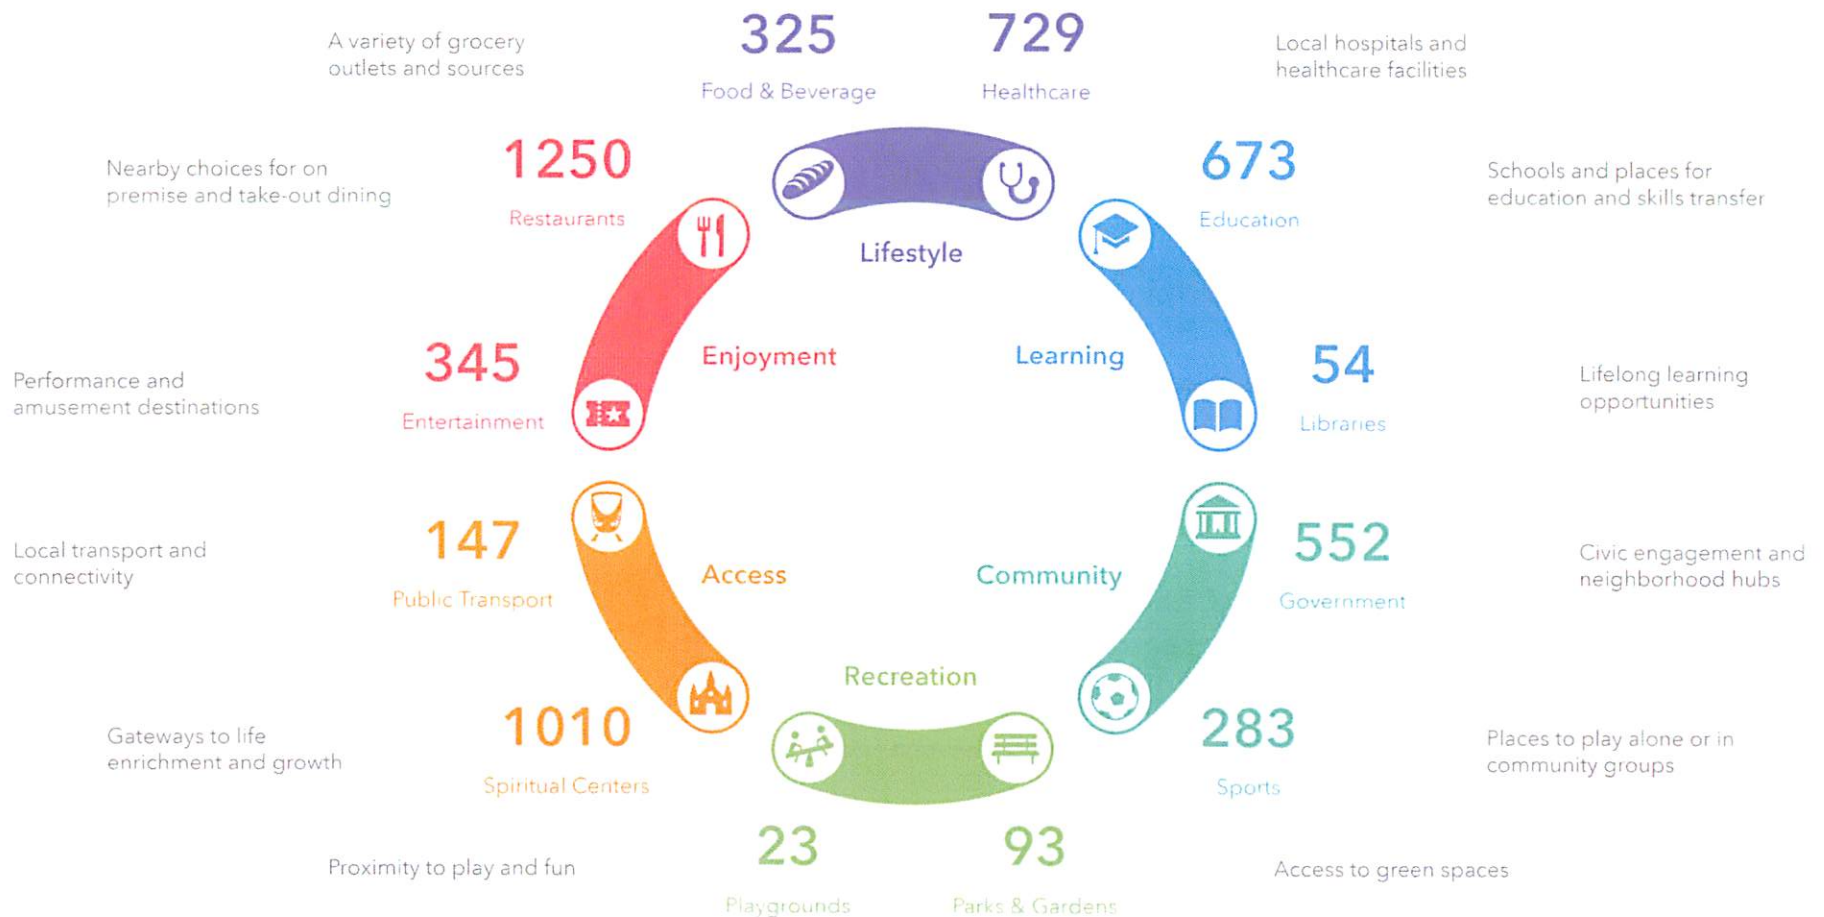 325
Food & Beverage
729
Healthcare
A variety of grocery
outlets and sources
Local hospitals and
healthcare facilities
1250
Restaurants
673
Education
Nearby choices for on
premise and take-out dining
Schools and places for
education and skills transfer
Lifestyle
Enjoyment
Learning
345
Entertainment
54
Libraries
Performance and
amusement destinations
Lifelong learning
opportunities
147
Public Transport
552
Government
Local transport and
connectivity
Access
Community
Civic engagement and
neighborhood hubs
Recreation
1010
Spiritual Centers
283
Sports
Gateways to life
enrichment and growth
Places to play alone or in
community groups
23
Playgrounds
93
Parks & Gardens
Proximity to play and fun
Access to green spaces